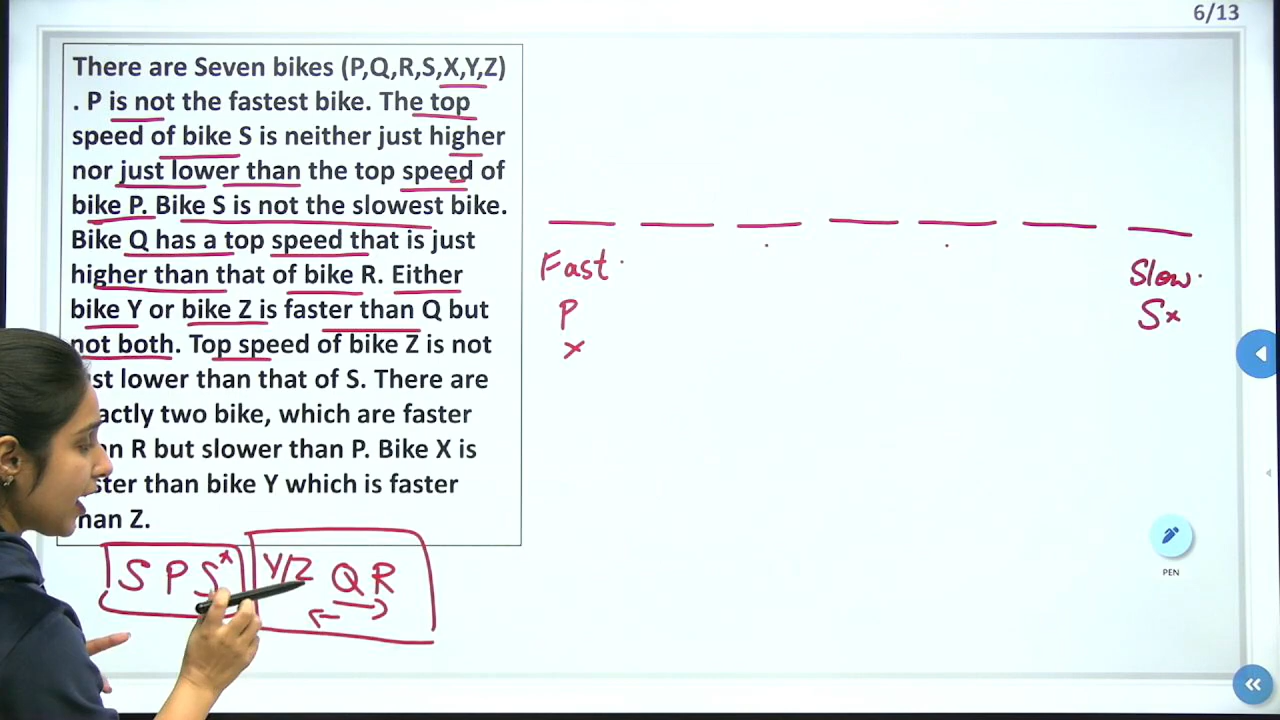 6/13
There are Seven bikes (P,Q,R,S,X,Y,Z)
. P is not the fastest bike. The top
speed of bike S is neither just higher
nor just lower than the top speed of
bike P. Bike S is not the slowest bike.
Bike Q has a top speed that is just
higher than that of bike R. Either
bike Y or bike Z is faster than Q but
not both. Top speed of bike Z is not
lower than that of S. There are
two bike, which are faster
R but slower than P. Bike X is
than bike Y which is faster
Z.
Fast
Slow
P
S x
x
S P S x
Y/Z Q R
PEN